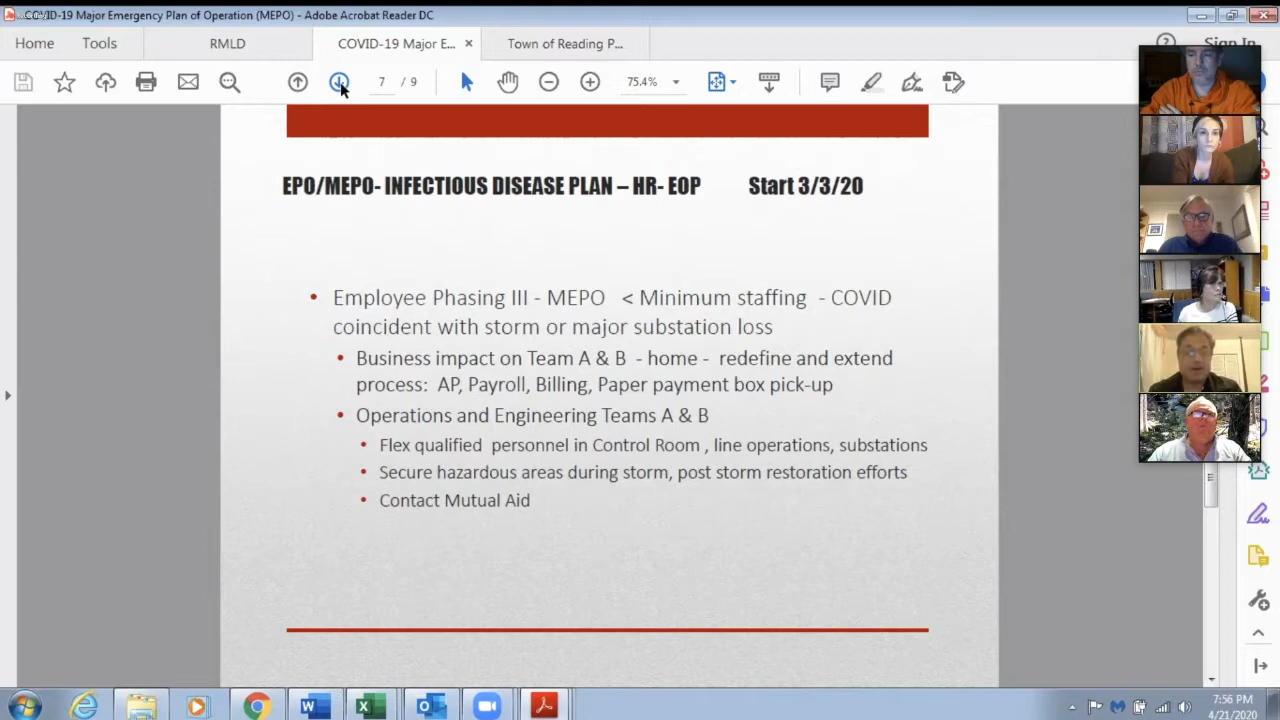 COVID-19 Major Emergency Plan of Operation (MEPO) - Adobe Acrobat Reader DC
Home Tools RMLD COVID-19 Major E... × Town of Reading P... Sign In
7 / 9 75.4%
EPO/MEPO- INFECTIOUS DISEASE PLAN – HR- EOP Start 3/3/20
• Employee Phasing III - MEPO < Minimum staffing - COVID
coincident with storm or major substation loss
• Business impact on Team A & B - home - redefine and extend
process: AP, Payroll, Billing, Paper payment box pick-up
• Operations and Engineering Teams A & B
• Flex qualified personnel in Control Room , line operations, substations
• Secure hazardous areas during storm, post storm restoration efforts
• Contact Mutual Aid
7:56 PM
4/21/2020